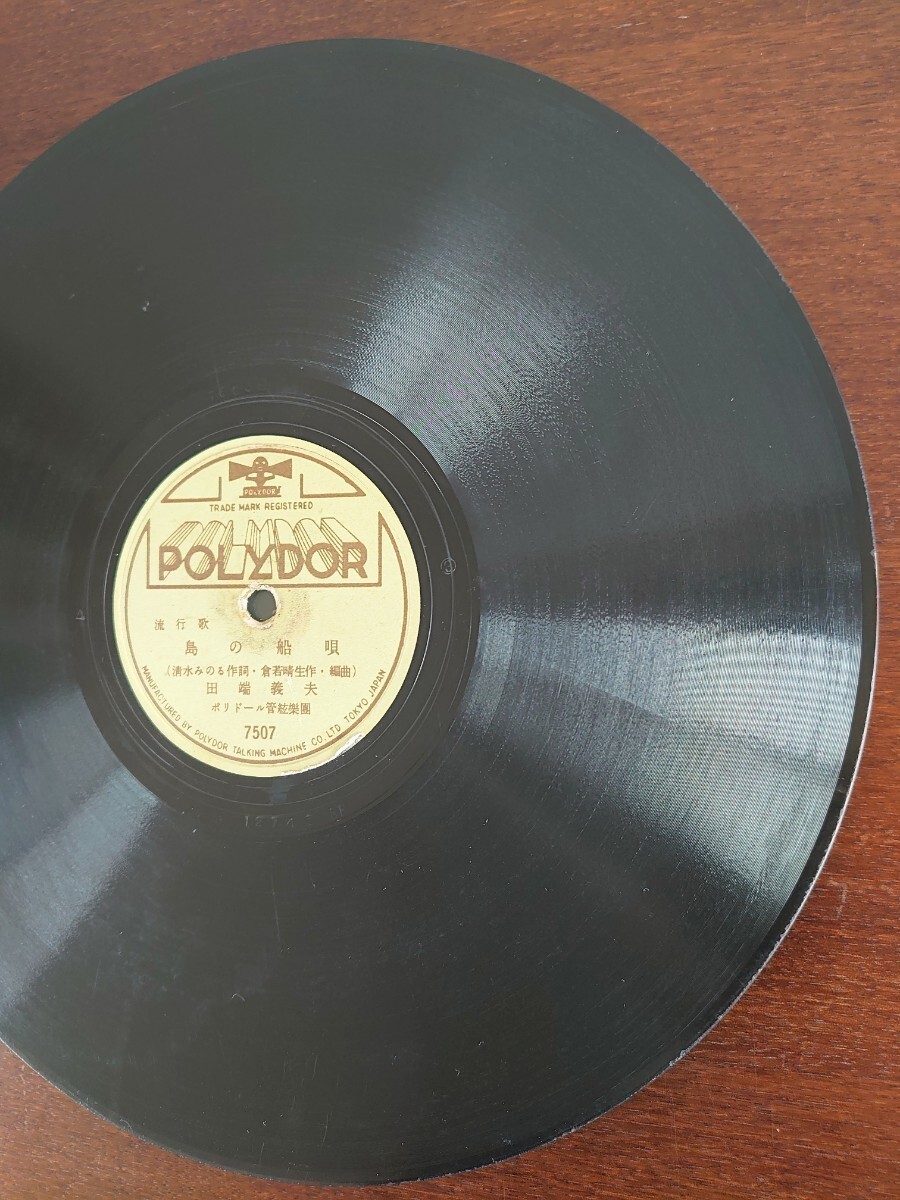 POLYDOR
TRADE MARK REGISTERED
POLYDOR
流行歌
島の船唄
(清水みのる作詞・倉若晴生作・編曲)
田端義夫
ポリドール管絃樂團
7507
MANUFACTURED BY POLYDOR TALKING MACHINE CO. LTD. TOKYO JAPAN